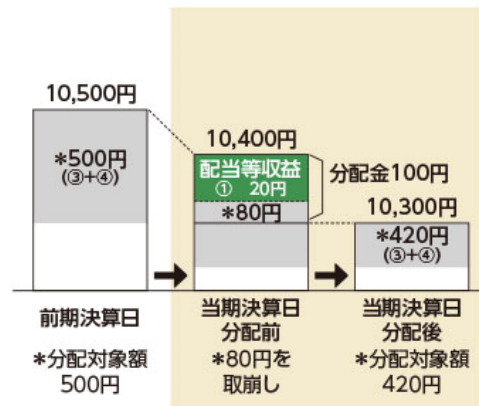 10,500円
*500円
(③+④)
前期決算日
*分配対象額
500円
10,400円
配当等収益
① 20円
*80円
分配金100円
当期決算日
分配前
*80円を
取崩し
10,300円
*420円
(③+④)
当期決算日
分配後
*分配対象額
420円